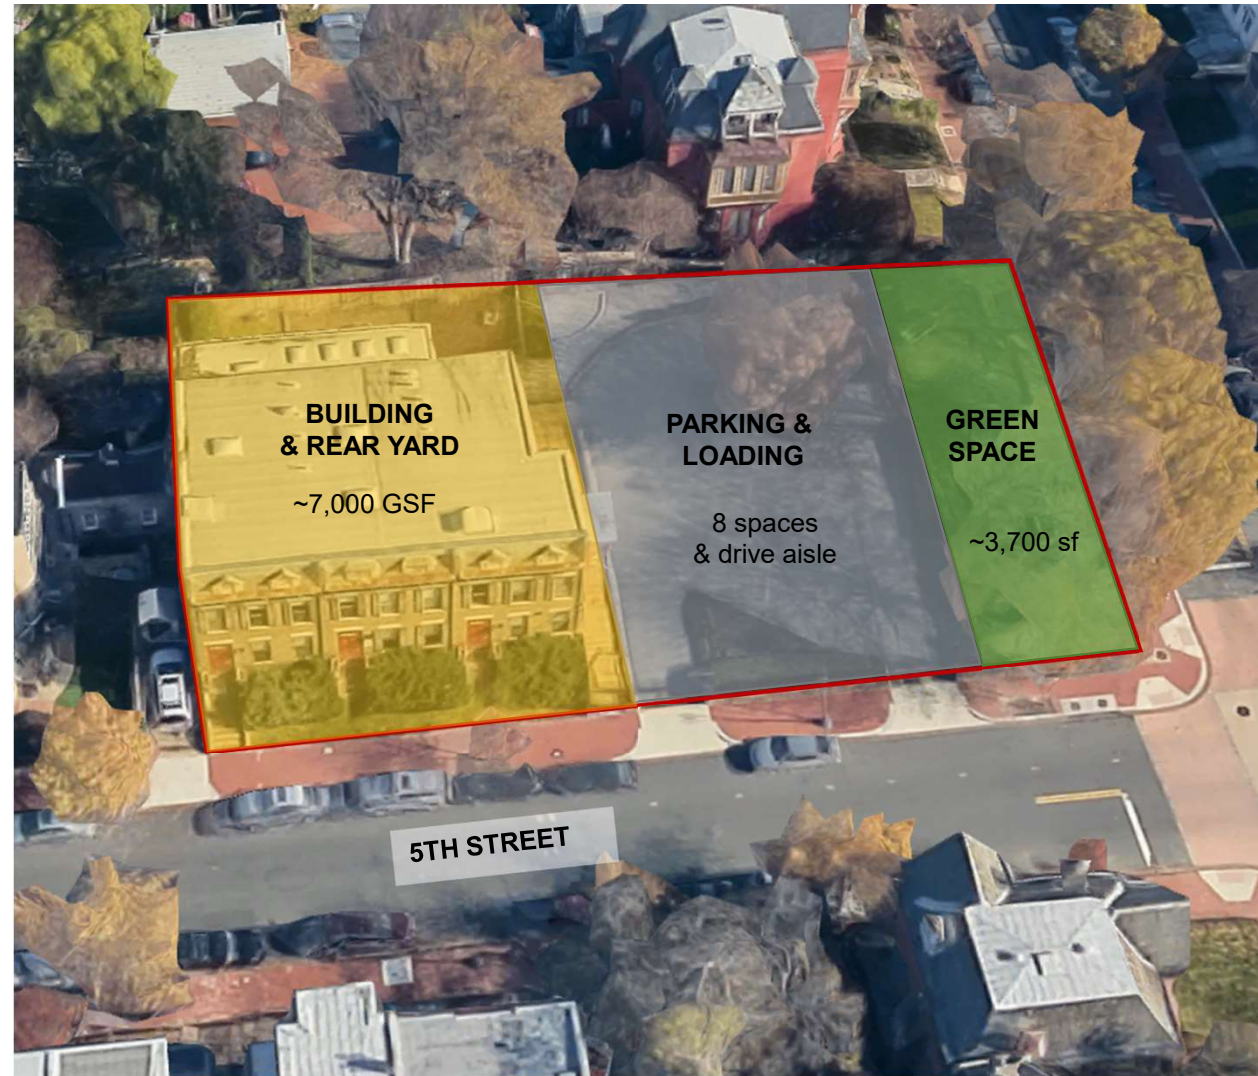 BUILDING
& REAR YARD
~7,000 GSF
PARKING &
LOADING
8 spaces
& drive aisle
GREEN
SPACE
~3,700 sf
5TH STREET